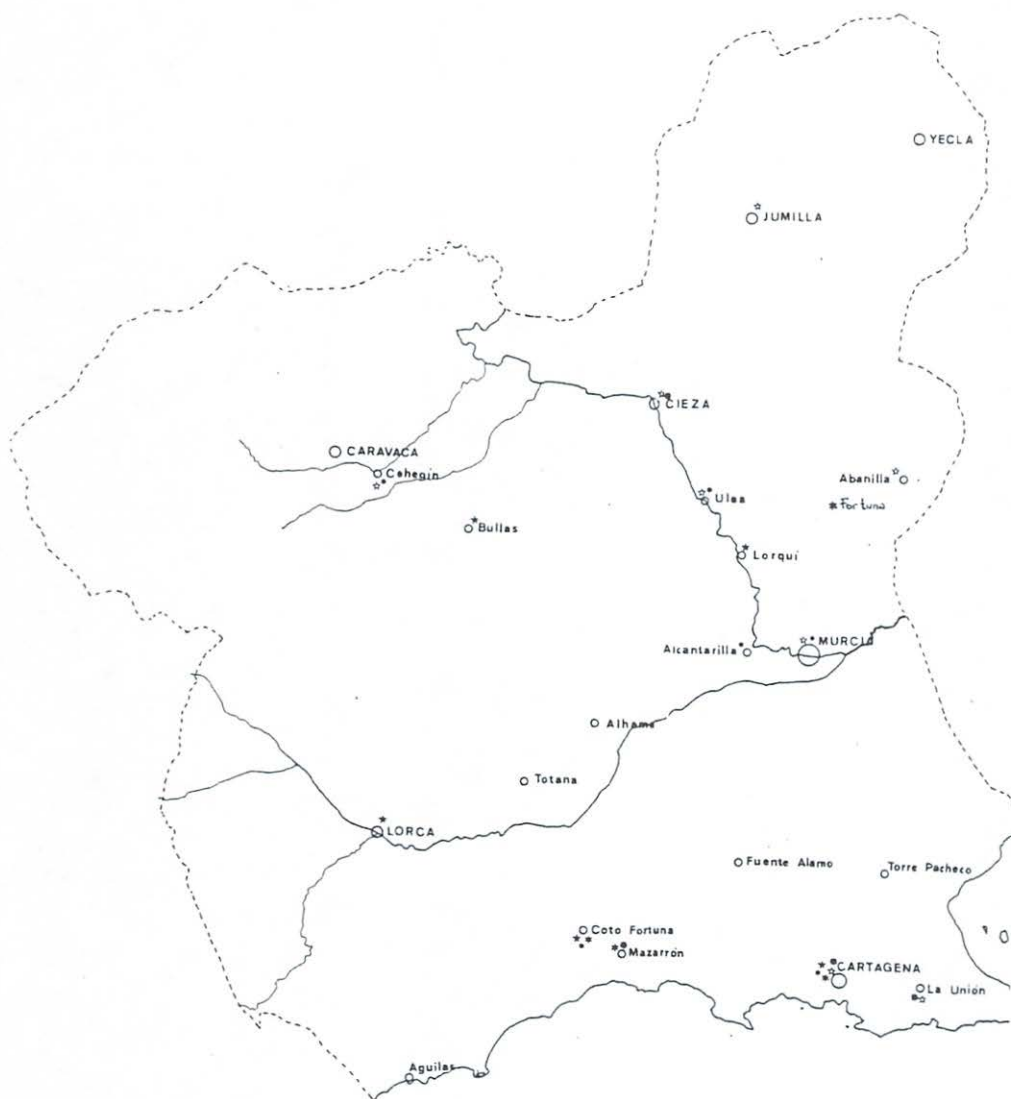 YECLA
JUMILLA
CIEZA
CARAVACA
Cehegin
Abanilla
Ulea
*Fortuna
Bullas
Lorquí
MURCIA
Alcantarilla
Alhama
Totana
LORCA
Fuente Alamo
Torre Pacheco
Coto Fortuna
Mazarrón
CARTAGENA
La Unión
Aguilas